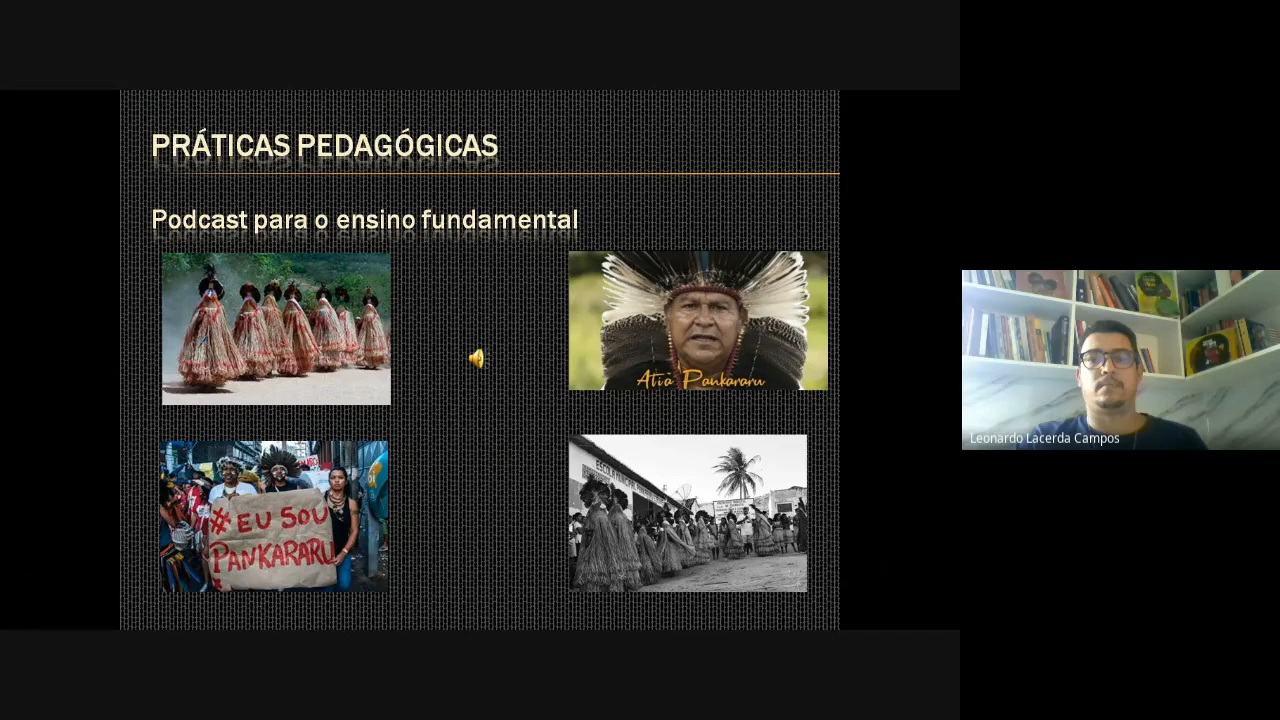 PRÁTICAS PEDAGÓGICAS
Podcast para o ensino fundamental
Atiã Pankararu
# EU SOU
PANKARARU
Leonardo Lacerda Campos